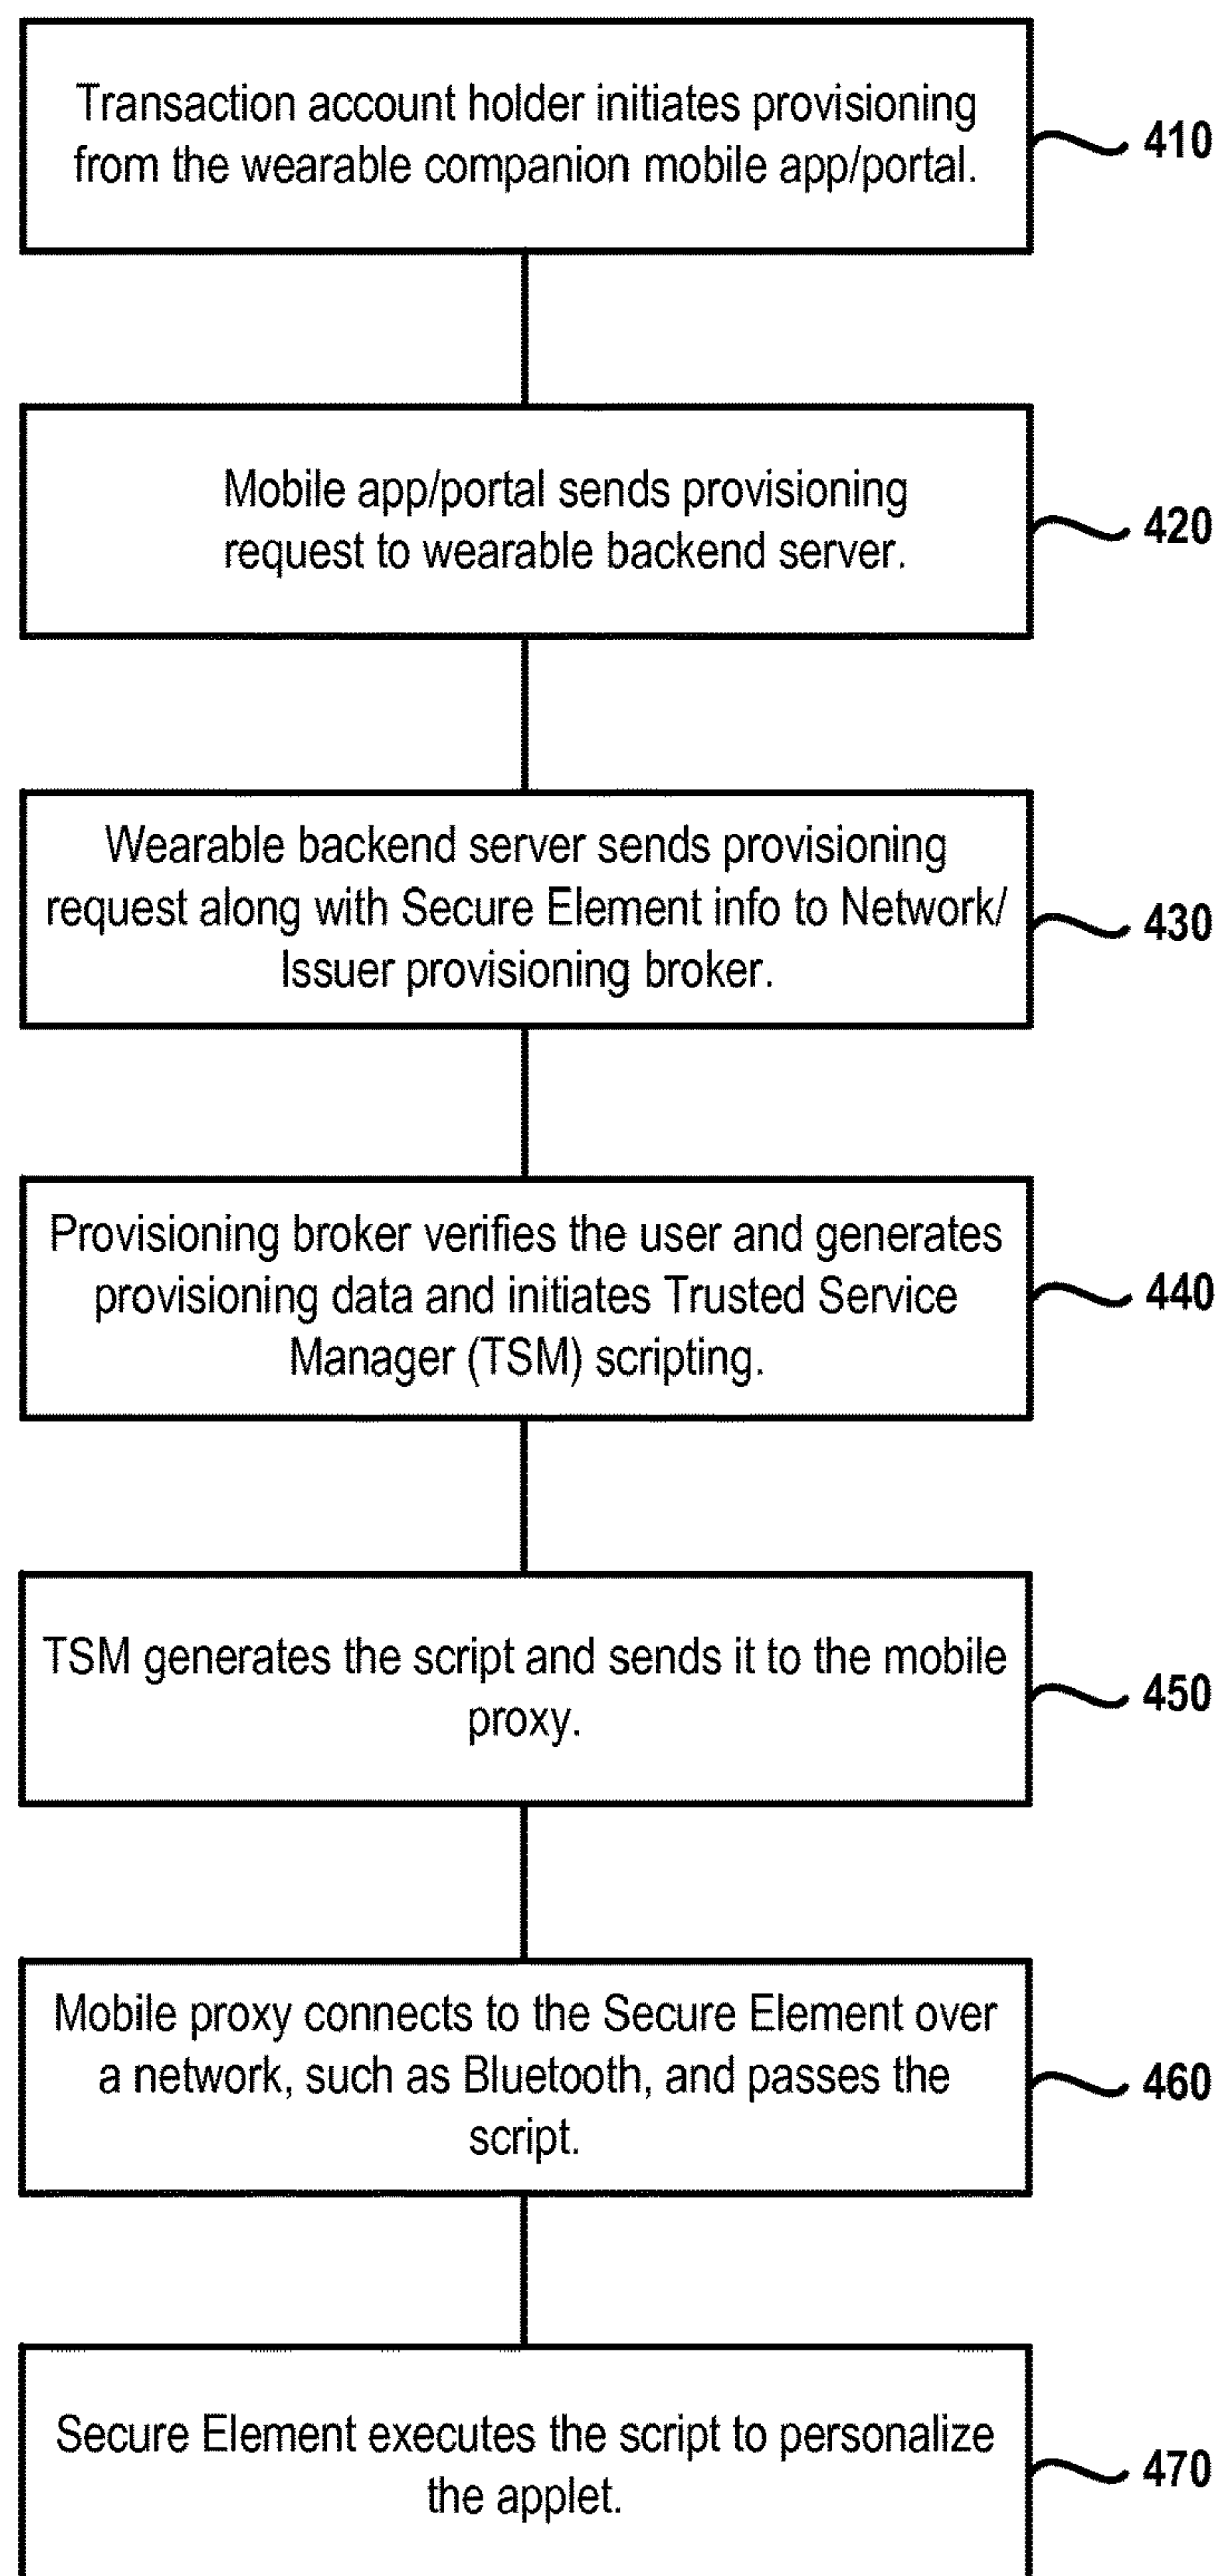 Transaction account holder initiates provisioning
from the wearable companion mobile app/portal.
410
Mobile app/portal sends provisioning
request to wearable backend server.
420
Wearable backend server sends provisioning
request along with Secure Element info to Network/
Issuer provisioning broker.
430
Provisioning broker verifies the user and generates
provisioning data and initiates Trusted Service
Manager (TSM) scripting.
440
TSM generates the script and sends it to the mobile
proxy.
450
Mobile proxy connects to the Secure Element over
a network, such as Bluetooth, and passes the
script.
460
Secure Element executes the script to personalize
the applet.
470